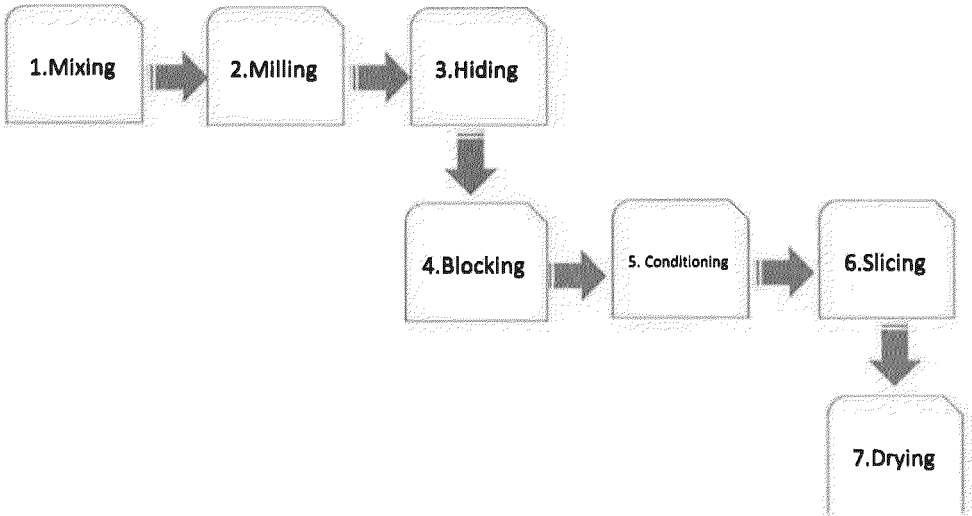 1.Mixing
2.Milling
3.Hiding
4.Blocking
5. Conditioning
6.Slicing
7.Drying